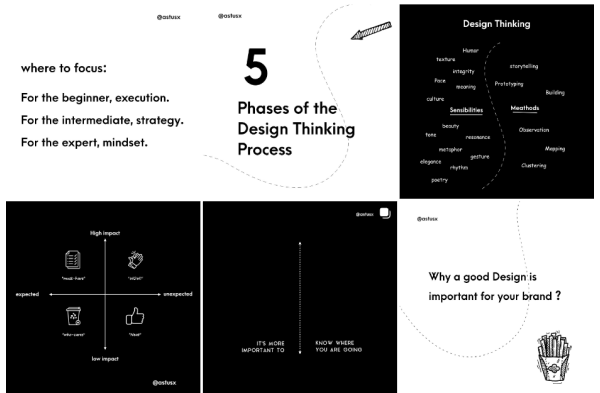 @astusx
where to focus:
For the beginner, execution.
For the intermediate, strategy.
For the expert, mindset.
@astusx
5
Phases of the
Design Thinking
Process
Design Thinking
Humor
texture
storytelling
integrity
Pace
Prototyping
meaning
Building
culture
Sensibilities
Meathods
beauty
Observation
tone
resonance
metaphor
Mapping
gesture
elegance
Clustering
rhythm
poetry
High impact
"must-have"
expected
unexpected
"who-cares"
low impact
@astusx
@astusx
IT'S MORE
IMPORTANT TO
KNOW WHERE
YOU ARE GOING
@astusx
Why a good Design is
important for your brand ?